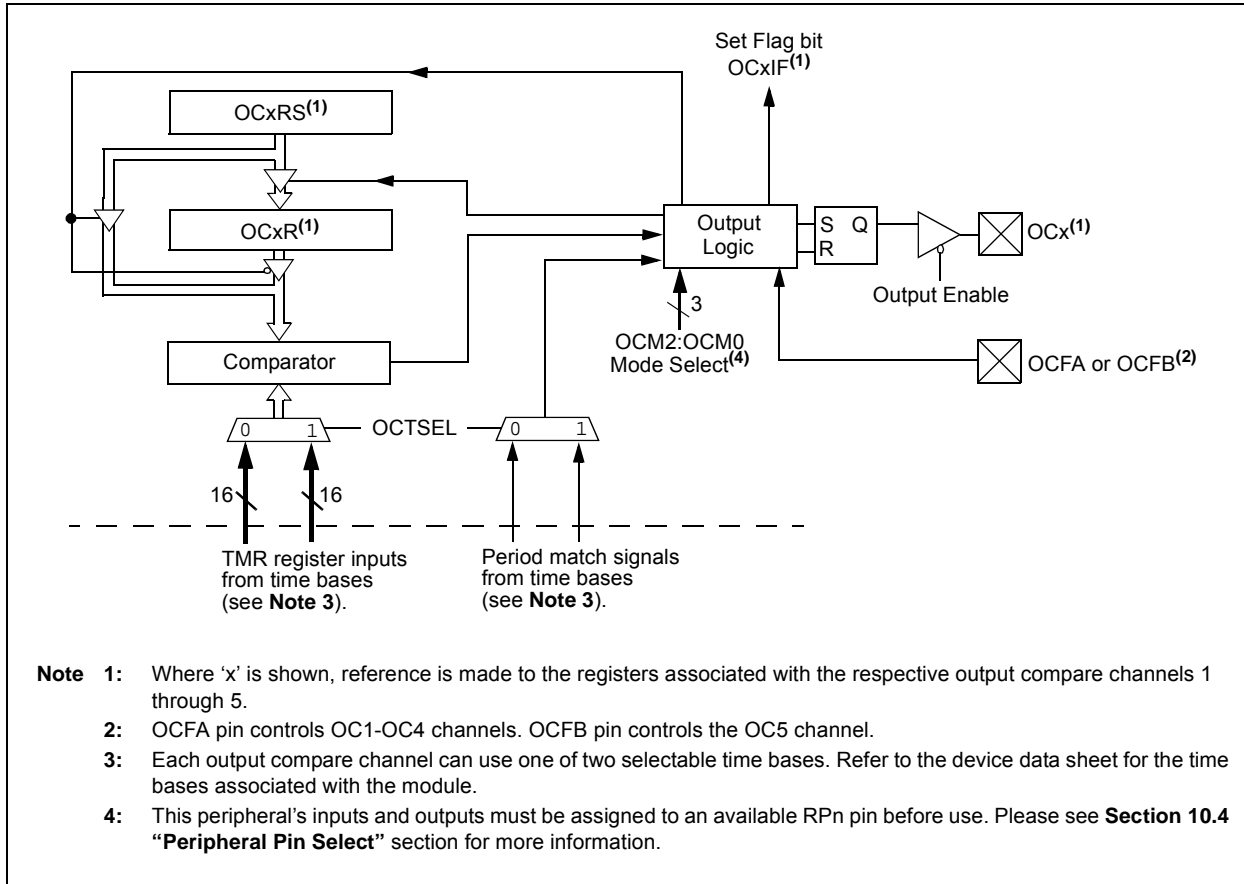 Set Flag bit
OCxIF(1)
OCxRS(1)
OCxR(1)
Output
Logic
S Q
R
OCx(1)
Output Enable
3
OCM2:OCM0
Mode Select(4)
Comparator
OCFA or OCFB(2)
0 1
OCTSEL
0 1
16
16
TMR register inputs
from time bases
(see Note 3).
Period match signals
from time bases
(see Note 3).
Note 1: Where ‘x’ is shown, reference is made to the registers associated with the respective output compare channels 1
through 5.
2: OCFA pin controls OC1-OC4 channels. OCFB pin controls the OC5 channel.
3: Each output compare channel can use one of two selectable time bases. Refer to the device data sheet for the time
bases associated with the module.
4: This peripheral’s inputs and outputs must be assigned to an available RPn pin before use. Please see Section 10.4
“Peripheral Pin Select” section for more information.